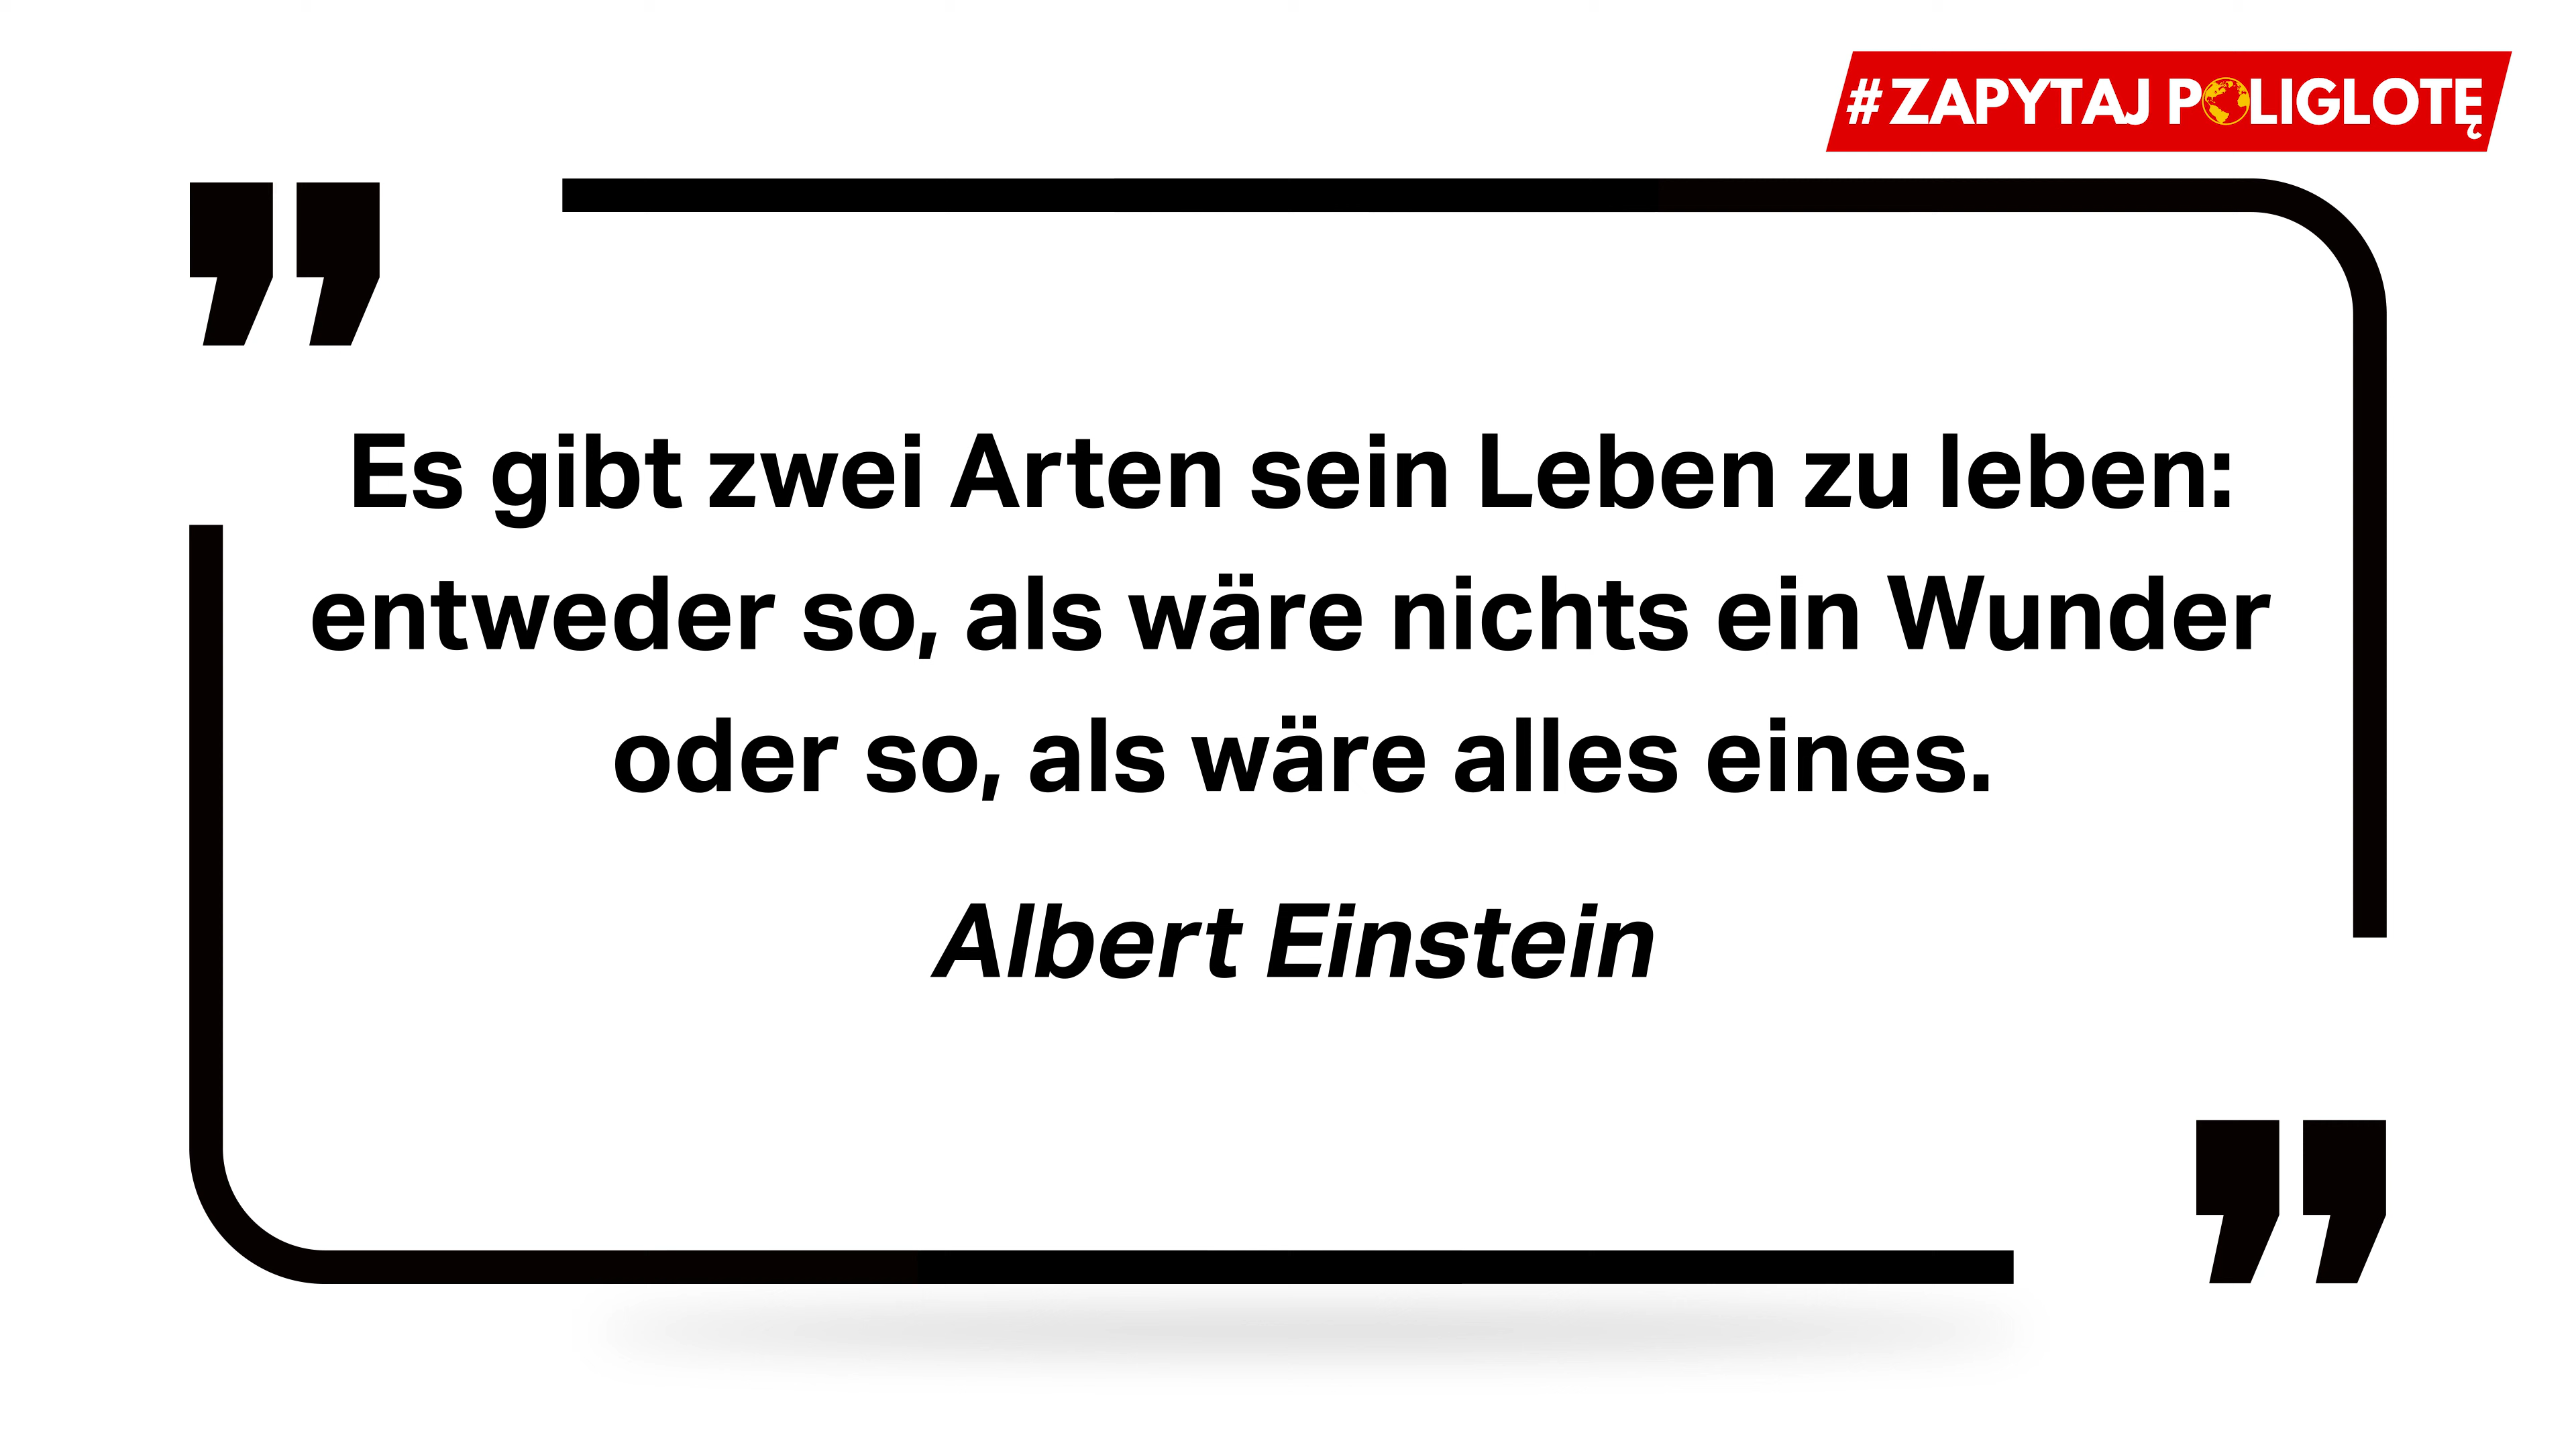 #ZAPYTAJ POLIGLOTĘ
”
Es gibt zwei Arten sein Leben zu leben:
entweder so, als wäre nichts ein Wunder
oder so, als wäre alles eines.
Albert Einstein
”